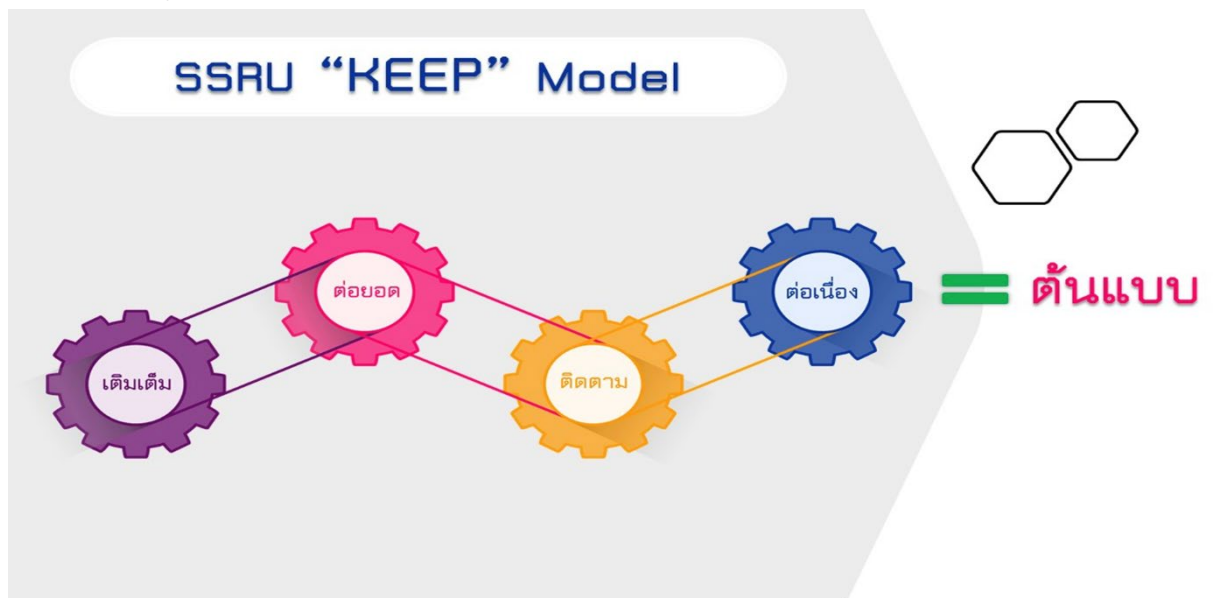 SSRU “KEEP” Model
เติมเต็ม
ต่อยอด
ติดตาม
ต่อเนื่อง
= ต้นแบบ